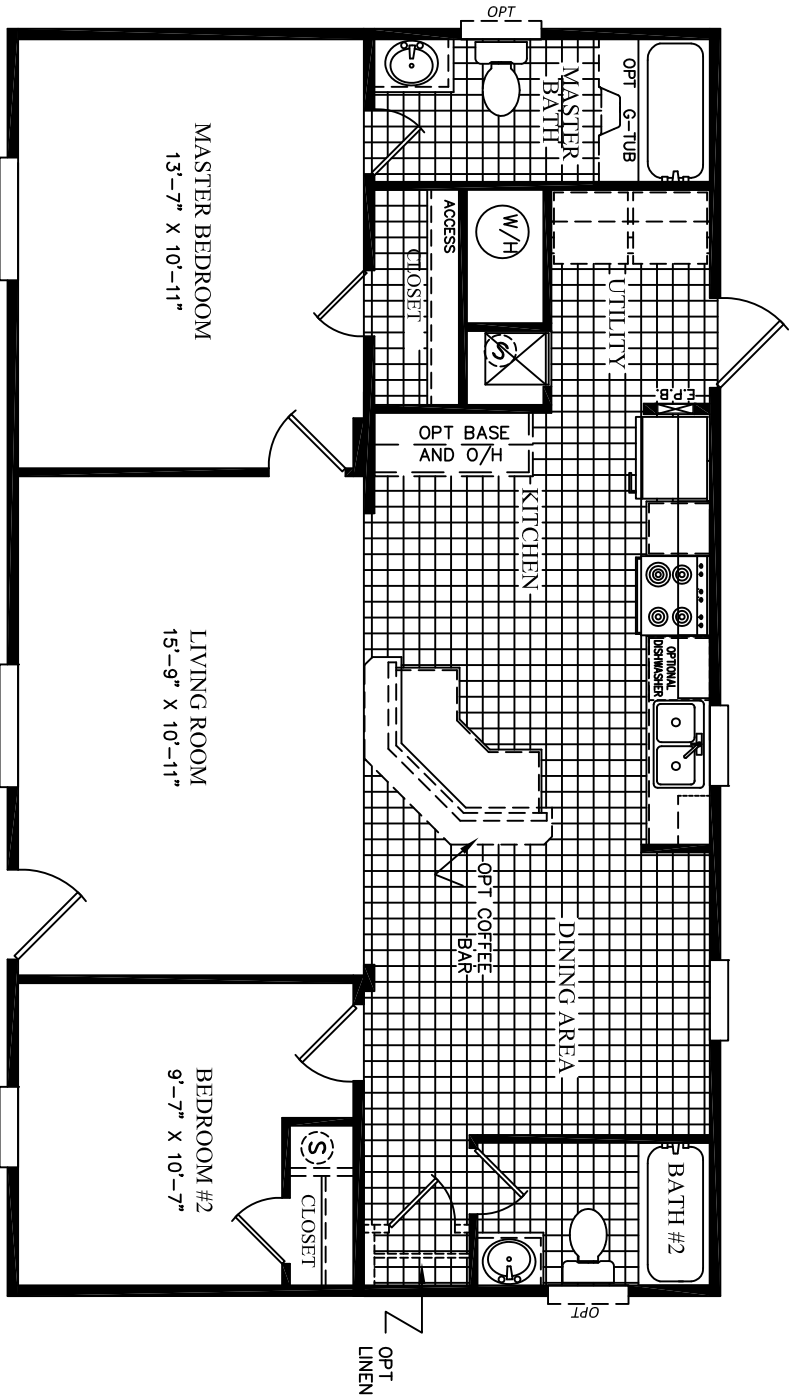 OPT
MASTER
BATH
OPT G-TUB
MASTER BEDROOM
13'-7" X 10'-11"
ACCESS
CLOSET
W/H
UTILITY
S
E.P.B.
OPT BASE
AND O/H
KITCHEN
OPTIONAL
DISHWASHER
LIVING ROOM
15'-9" X 10'-11"
OPT COFFEE
BAR
DINING AREA
BEDROOM #2
9'-7" X 10'-7"
S
CLOSET
BATH #2
OPT
OPT
LINEN